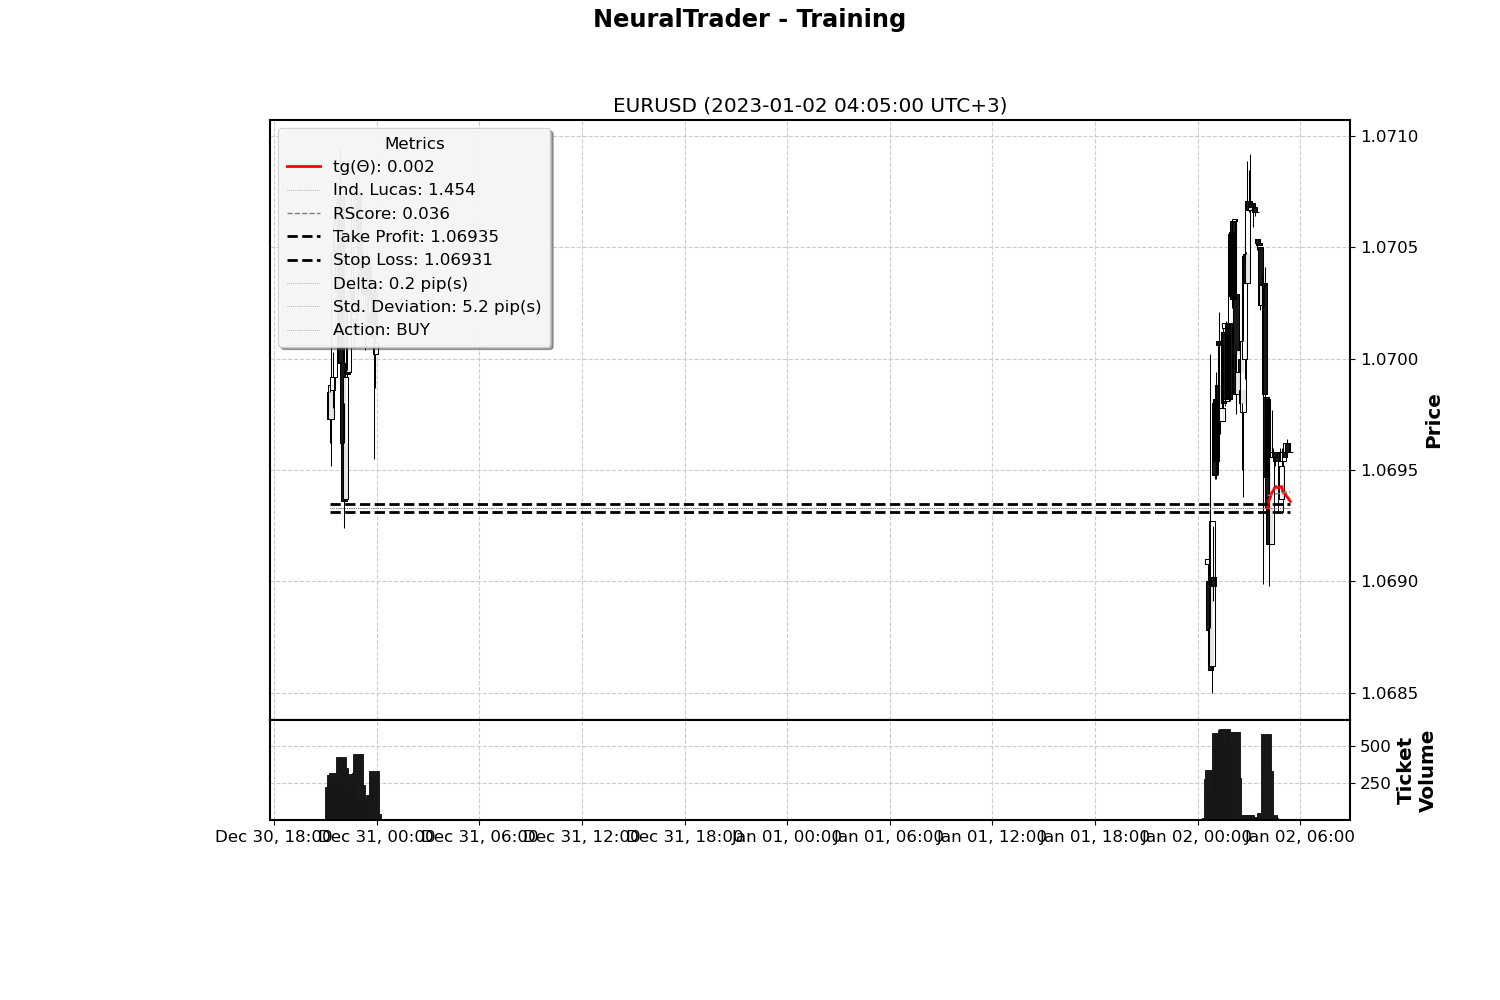 NeuralTrader - Training
EURUSD (2023-01-02 04:05:00 UTC+3)
Metrics
tg(Θ): 0.002
Ind. Lucas: 1.454
RScore: 0.036
Take Profit: 1.06935
Stop Loss: 1.06931
Delta: 0.2 pip(s)
Std. Deviation: 5.2 pip(s)
Action: BUY
1.0710
1.0705
1.0700
1.0695
1.0690
1.0685
Price
500
250
Ticket
Volume
Dec 30, 18:00
Dec 31, 00:00
Dec 31, 06:00
Dec 31, 12:00
Dec 31, 18:00
Jan 01, 00:00
Jan 01, 06:00
Jan 01, 12:00
Jan 01, 18:00
Jan 02, 00:00
Jan 02, 06:00